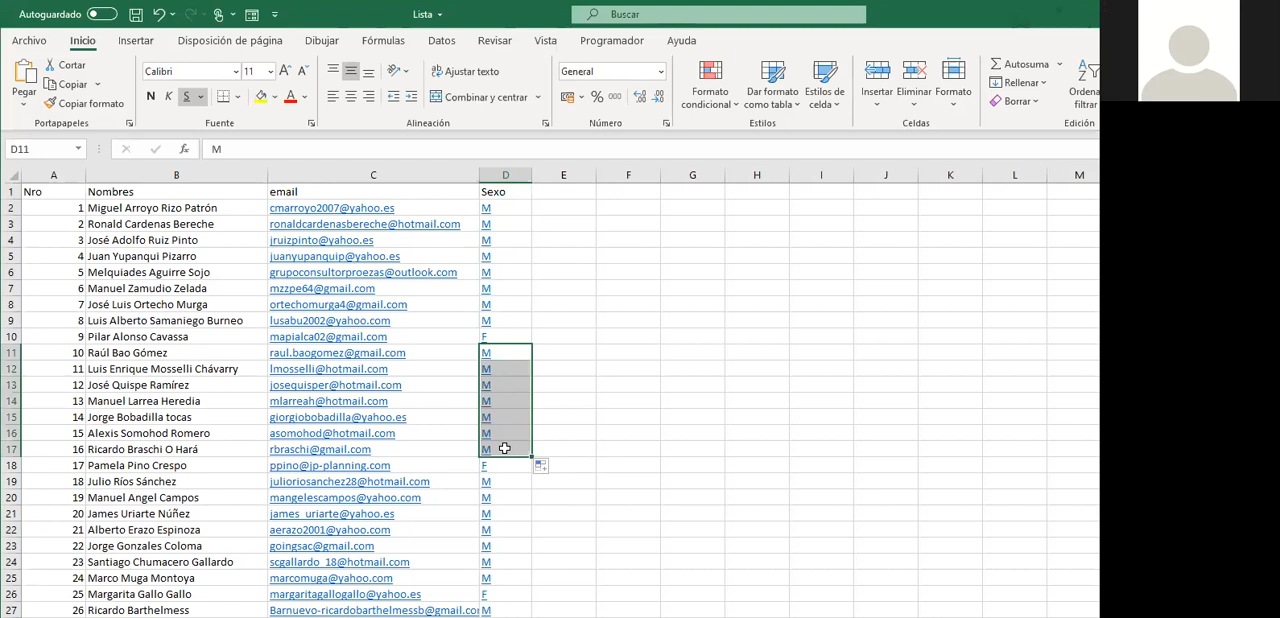 Autoguardado Lista Buscar
Archivo Inicio Insertar Disposición de página Dibujar Fórmulas Datos Revisar Vista Programador Ayuda
Pegar Cortar Copiar Copiar formato Portapapeles
Calibri 11 N K S Fuente
Ajustar texto Combinar y centrar Alineación
General % 000 Número
Formato condicional Dar formato como tabla Estilos de celda Estilos
Insertar Eliminar Formato Celdas
Autosuma Rellenar Borrar Ordena filtrar Edición
D11 fx M
A B C D E F G H I J K L M
1 Nro Nombres email Sexo
2 1 Miguel Arroyo Rizo Patrón cmarroyo2007@yahoo.es M
3 2 Ronald Cardenas Bereche ronaldcardenasbereche@hotmail.com M
4 3 José Adolfo Ruiz Pinto jruizpinto@yahoo.es M
5 4 Juan Yupanqui Pizarro juanyupanquip@yahoo.es M
6 5 Melquiades Aguirre Sojo grupoconsultorproezas@outlook.com M
7 6 Manuel Zamudio Zelada mzzpe64@gmail.com M
8 7 José Luis Ortecho Murga ortechomurga4@gmail.com M
9 8 Luis Alberto Samaniego Burneo lusabu2002@yahoo.com M
10 9 Pilar Alonso Cavassa mapialca02@gmail.com F
11 10 Raúl Bao Gómez raul.baogomez@gmail.com M
12 11 Luis Enrique Mosselli Chávarry lmosselli@hotmail.com M
13 12 José Quispe Ramírez josequisper@hotmail.com M
14 13 Manuel Larrea Heredia mlarreah@hotmail.com M
15 14 Jorge Bobadilla tocas giorgiobobadilla@yahoo.es M
16 15 Alexis Somohod Romero asomohod@hotmail.com M
17 16 Ricardo Braschi O Hará rbraschi@gmail.com M
18 17 Pamela Pino Crespo ppino@jp-planning.com F
19 18 Julio Ríos Sánchez julioriosanchez28@hotmail.com M
20 19 Manuel Angel Campos mangelescampos@yahoo.com M
21 20 James Uriarte Núñez james_uriarte@yahoo.es M
22 21 Alberto Erazo Espinoza aerazo2001@yahoo.com M
23 22 Jorge Gonzales Coloma goingsac@gmail.com M
24 23 Santiago Chumacero Gallardo scgallardo_18@hotmail.com M
25 24 Marco Muga Montoya marcomuga@yahoo.com M
26 25 Margarita Gallo Gallo margaritagallogallo@yahoo.es F
27 26 Ricardo Barthelmess Barnuevo-ricardobarthelmessb@gmail.com M